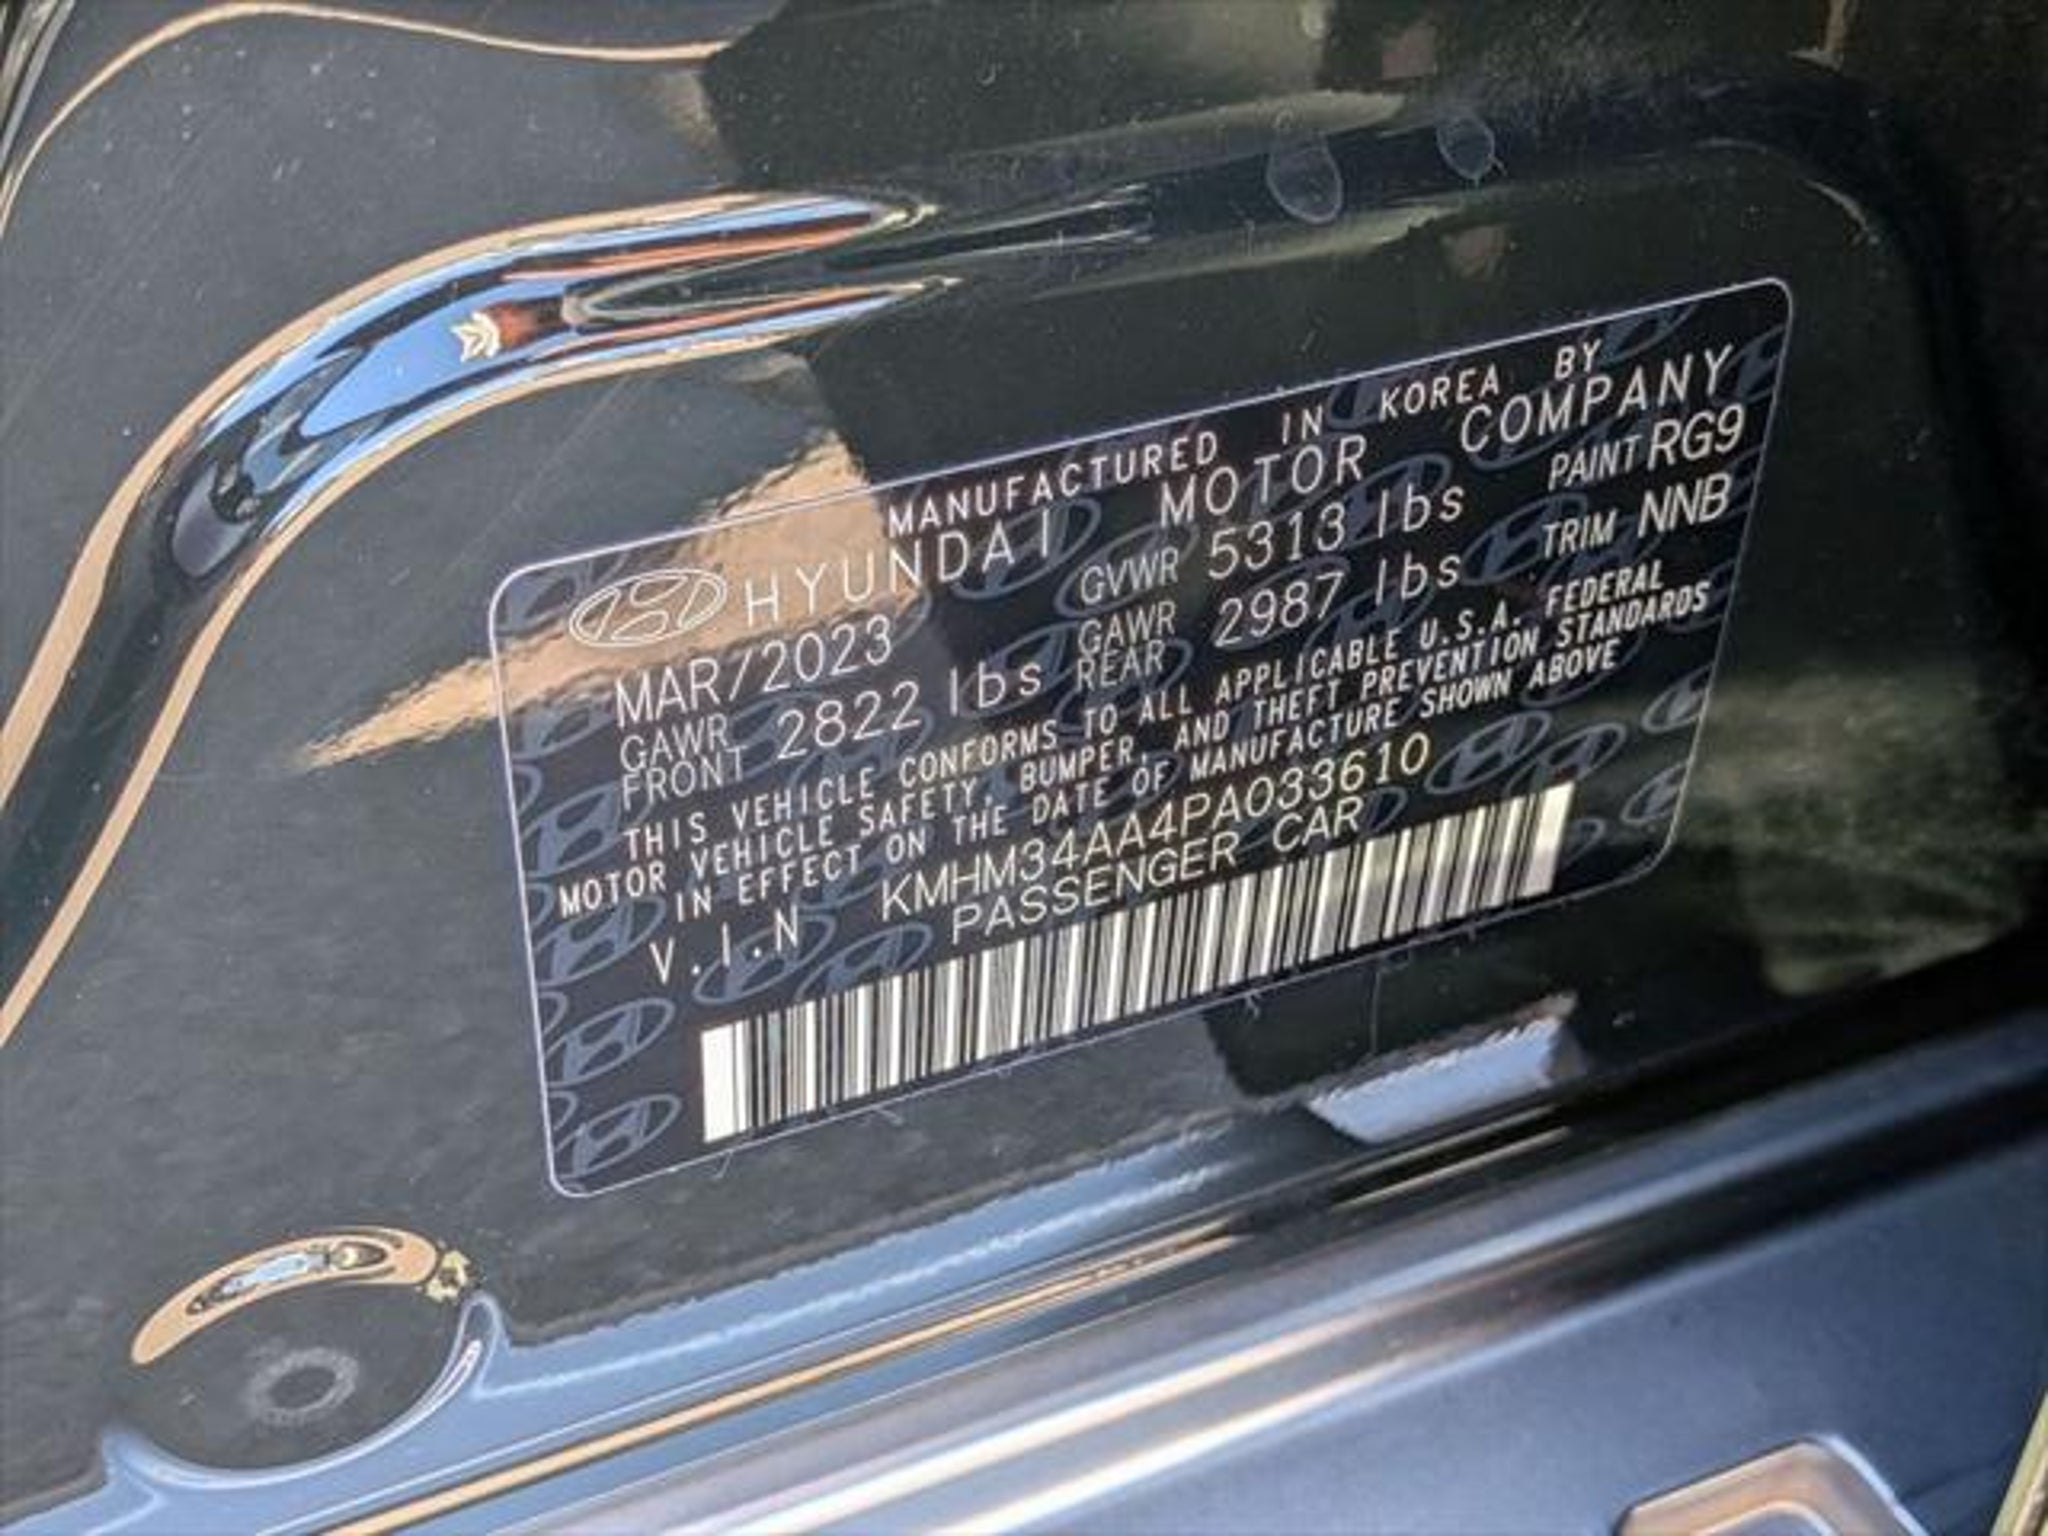 MANUFACTURED IN KOREA BY
HYUNDAI MOTOR COMPANY
MAR/2023 GVWR 5313 lbs PAINT RG9
GAWR FRONT 2822 lbs GAWR REAR 2987 lbs TRIM NNB
THIS VEHICLE CONFORMS TO ALL APPLICABLE U.S.A. FEDERAL
MOTOR VEHICLE SAFETY, BUMPER, AND THEFT PREVENTION STANDARDS
IN EFFECT ON THE DATE OF MANUFACTURE SHOWN ABOVE
V.I.N KMHM34AA4PA033610
PASSENGER CAR